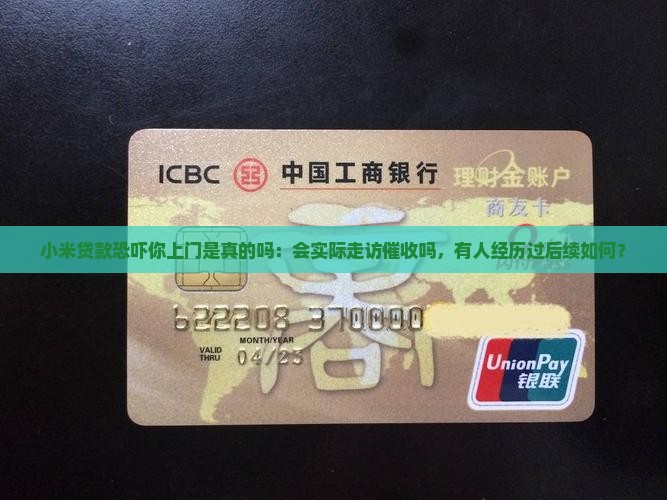 ICBC 中国工商银行 理财金账户
商友卡
小米贷款恐吓你上门是真的吗：会实际走访催收吗，有人经历过后续如何？
622208 370000
MONTH/YEAR
VALID THRU 04/23
商
UnionPay
银联